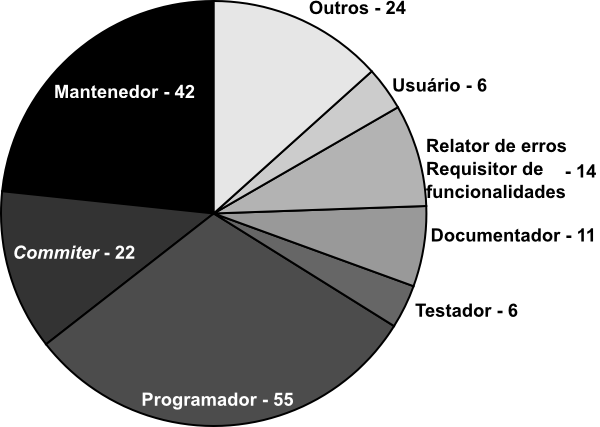 Outros - 24
Usuário - 6
Mantenedor - 42
Relator de erros
Requisitor de - 14
funcionalidades
Documentador - 11
Commiter - 22
Testador - 6
Programador - 55